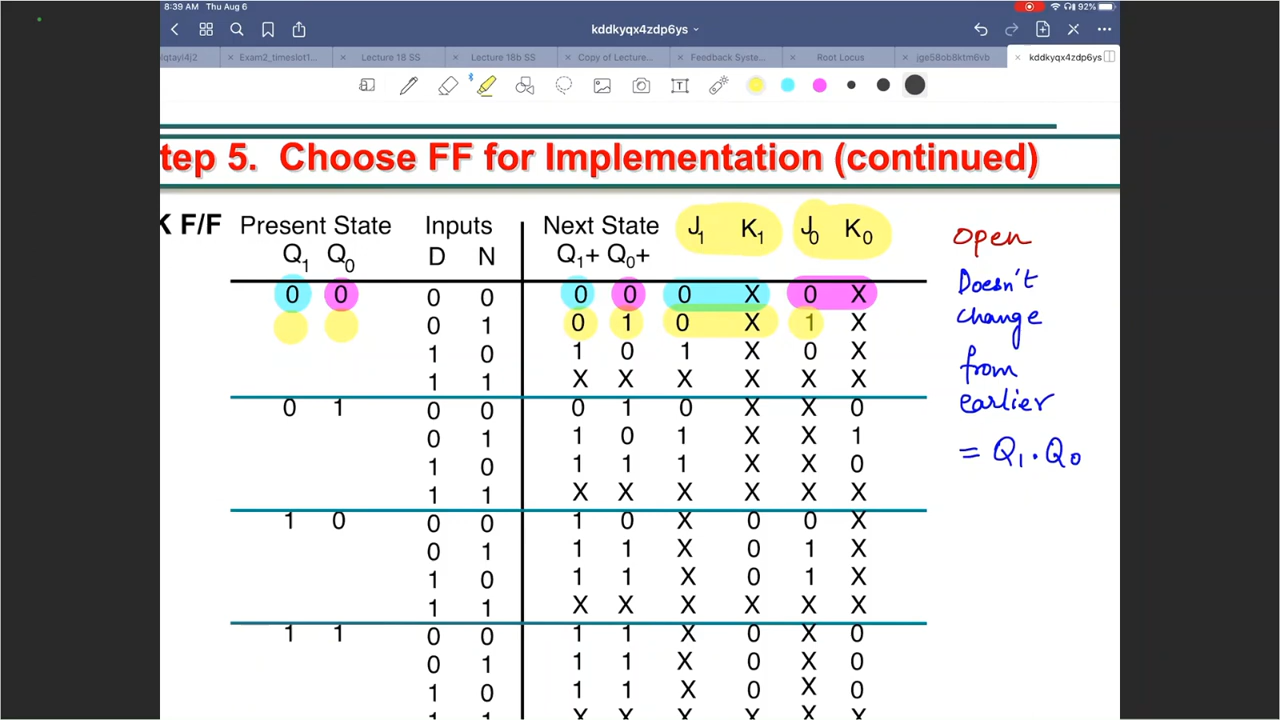 8:39 AM Thu Aug 6
92%
kddkyqx4zdp6ys
lqtayl4j2
Exam2_timeslot1...
Lecture 18 SS
Lecture 18b SS
Copy of Lecture...
Feedback Syste...
Root Locus
jge58ob8ktm6vb
kddkyqx4zdp6ys
tep 5. Choose FF for Implementation (continued)
K F/F Present State Inputs Next State J1 K1 J0 K0
Q1 Q0 D N Q1+ Q0+
0 0 0 0 0 0 0 X 0 X
0 1 0 1 0 X 1 X
1 0 1 0 1 X 0 X
1 1 X X X X X X
0 1 0 0 0 1 0 X X 0
0 1 1 0 1 X X 1
1 0 1 1 1 X X 0
1 1 X X X X X X
1 0 0 0 1 0 X 0 0 X
0 1 1 1 X 0 1 X
1 0 1 1 X 0 1 X
1 1 X X X X X X
1 1 0 0 1 1 X 0 X 0
0 1 1 1 X 0 X 0
1 0 1 1 X 0 X 0
1 1 X X X X X X
open
Doesn't
change
from
earlier
= Q1 . Q0